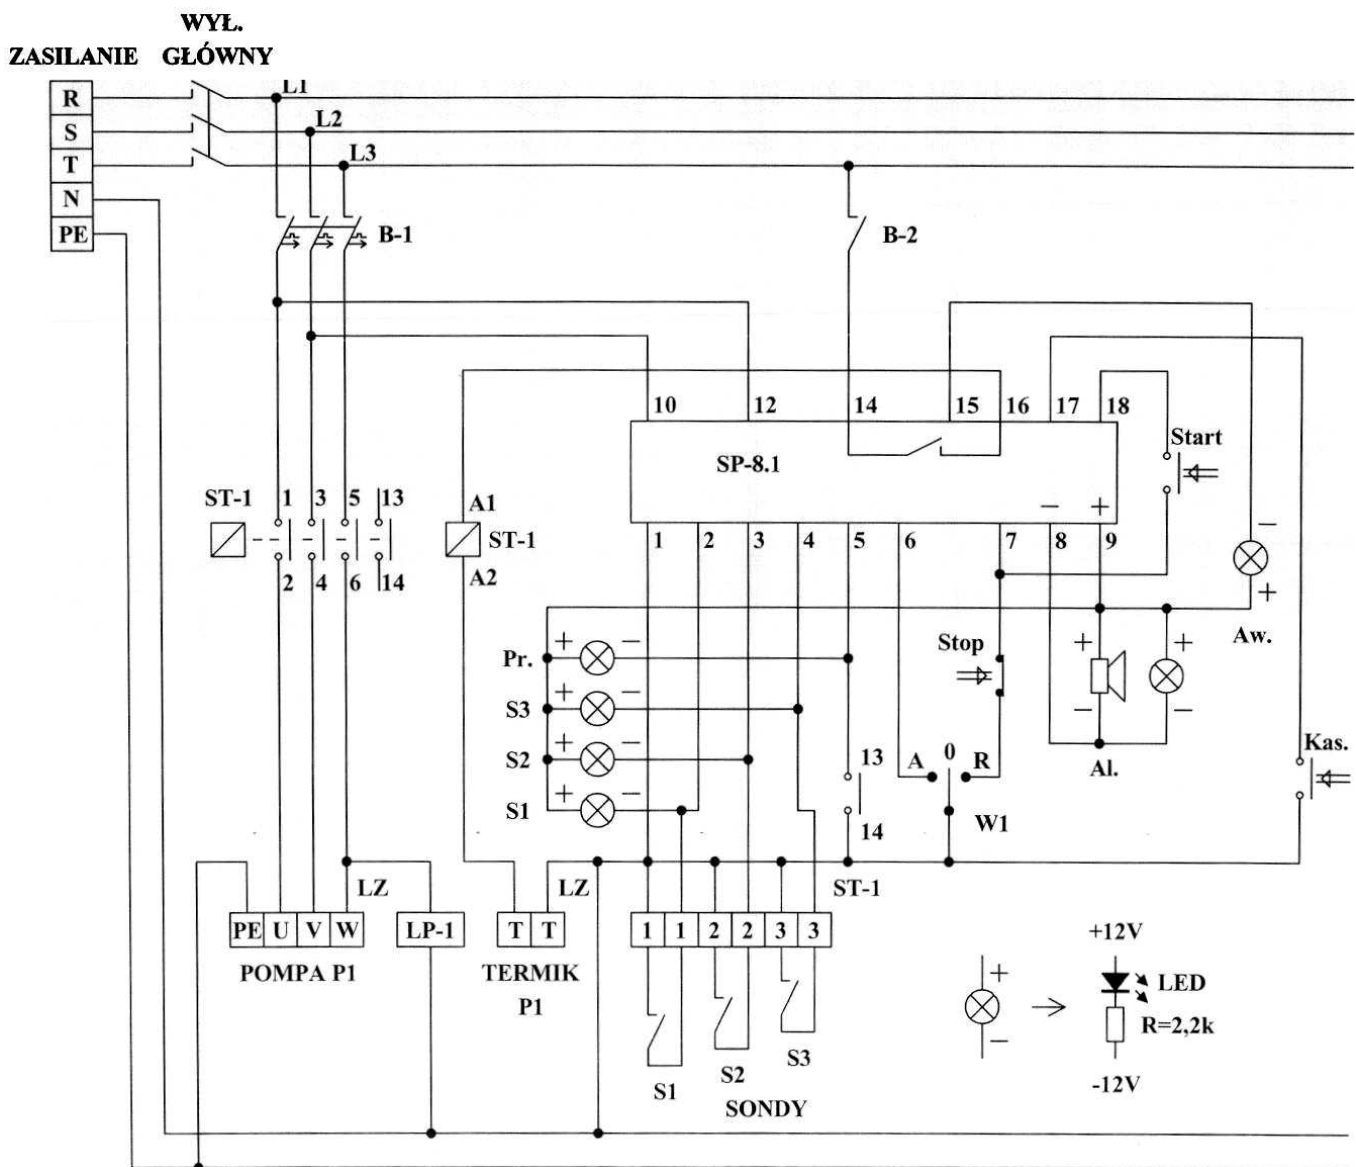 WYŁ.
ZASILANIE GŁÓWNY
R L1
S L2
T L3
N
PE
B-1 B-2
10 12 14 15 16 17 18
SP-8.1 Start
ST-1 1 3 5 13 A1 — + —
ST-1 1 2 3 4 5 6 7 8 9
2 4 6 14 A2 +
Aw.
+ — Stop + +
Pr.
+ —
S3 — —
+ — 13 A 0 R Al. Kas.
S2
+ —
S1 14 W1
LZ LZ ST-1
PE U V W LP-1 T T 1 1 2 2 3 3
POMPA P1 TERMIK +12V
P1 + LED
R=2,2k
—
S1 S2 S3 -12V
SONDY